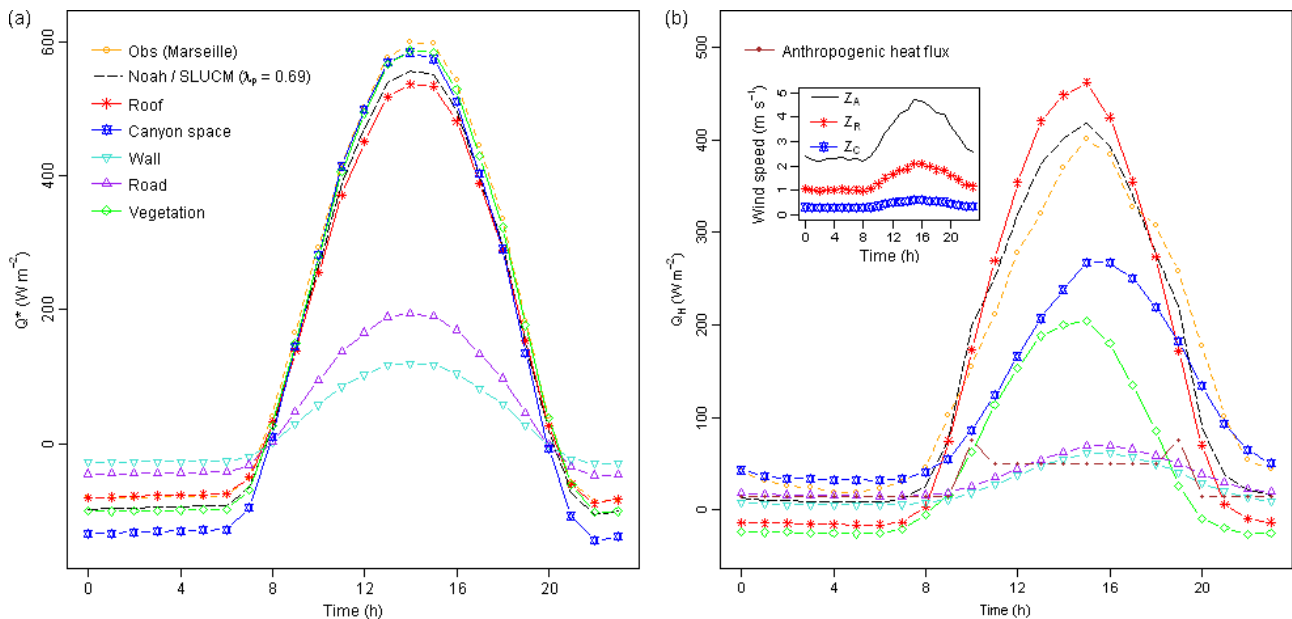 (a)
600
400
200
0
Q* (W m⁻²)
Obs (Marseille)
Noah / SLUCM (λₚ = 0.69)
Roof
Canyon space
Wall
Road
Vegetation
0 4 8 12 16 20
Time (h)
(b)
500
400
300
200
100
0
Q_H (W m⁻²)
Anthropogenic heat flux
Wind speed (m s⁻¹)
5
4
3
2
1
0
Z_A
Z_R
Z_C
0 4 8 12 16 20
Time (h)
0 4 8 12 16 20
Time (h)